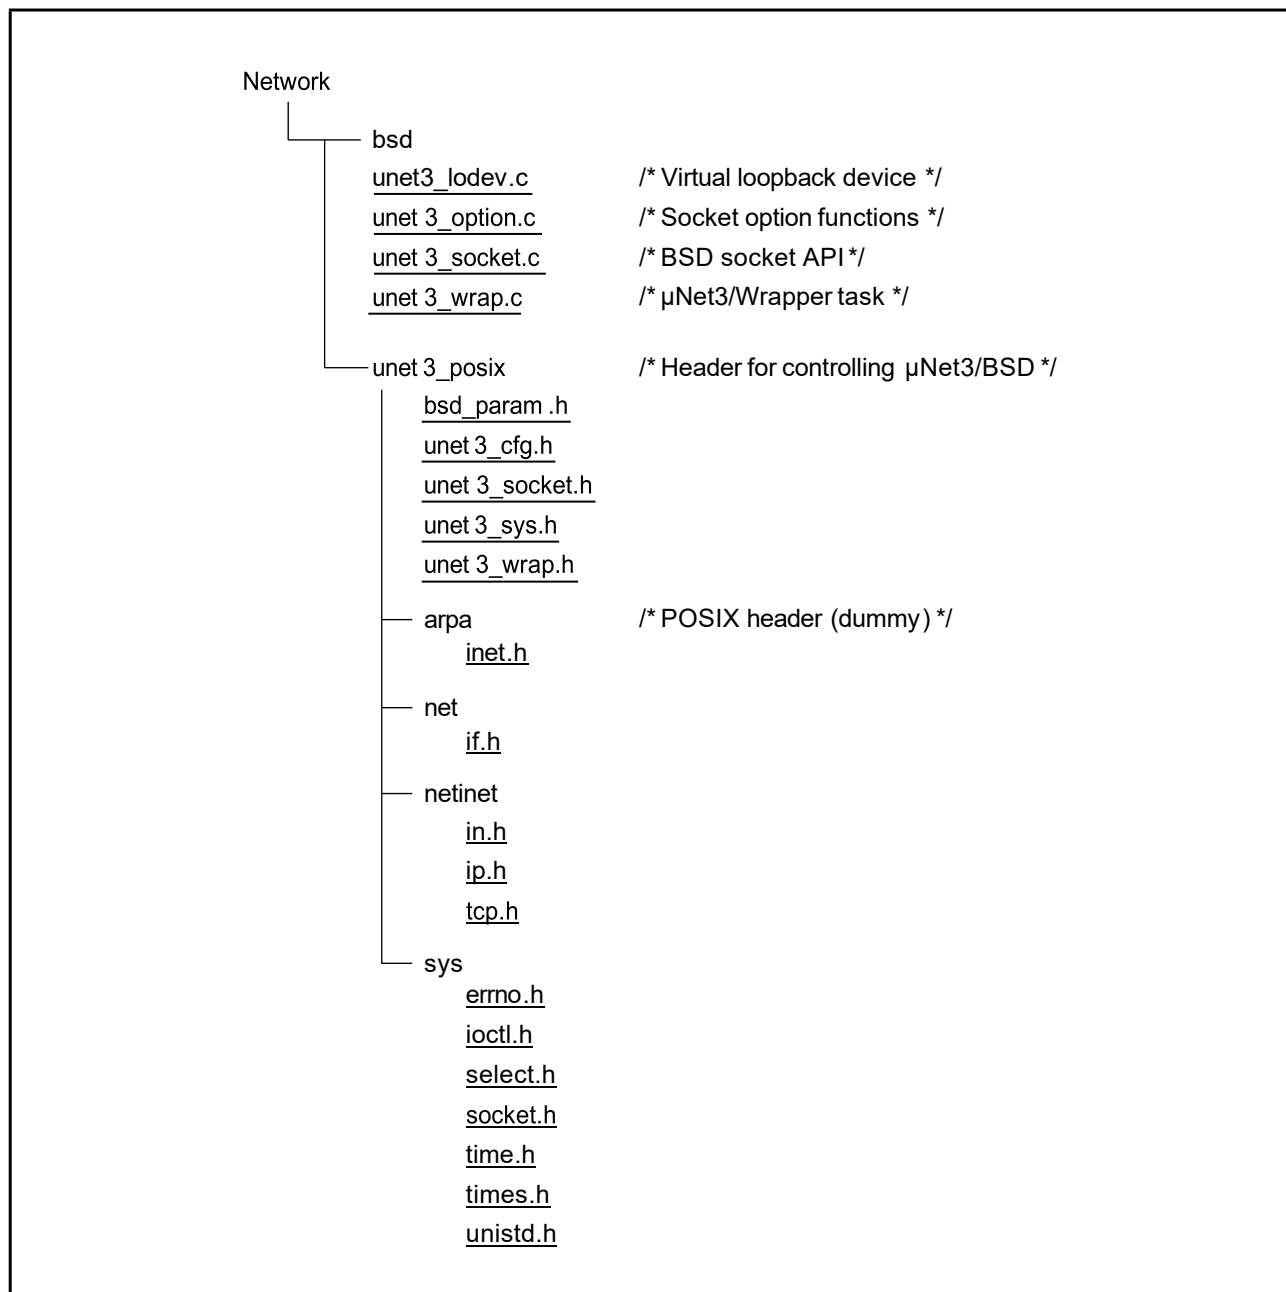 Network
bsd
unet3_lodev.c /* Virtual loopback device */
unet 3_option.c /* Socket option functions */
unet 3_socket.c /* BSD socket API */
unet 3_wrap.c /* µNet3/Wrapper task */
unet 3_posix /* Header for controlling µNet3/BSD */
bsd_param .h
unet 3_cfg.h
unet 3_socket.h
unet 3_sys.h
unet 3_wrap.h
arpa /* POSIX header (dummy) */
inet.h
net
if.h
netinet
in.h
ip.h
tcp.h
sys
errno.h
ioctl.h
select.h
socket.h
time.h
times.h
unistd.h